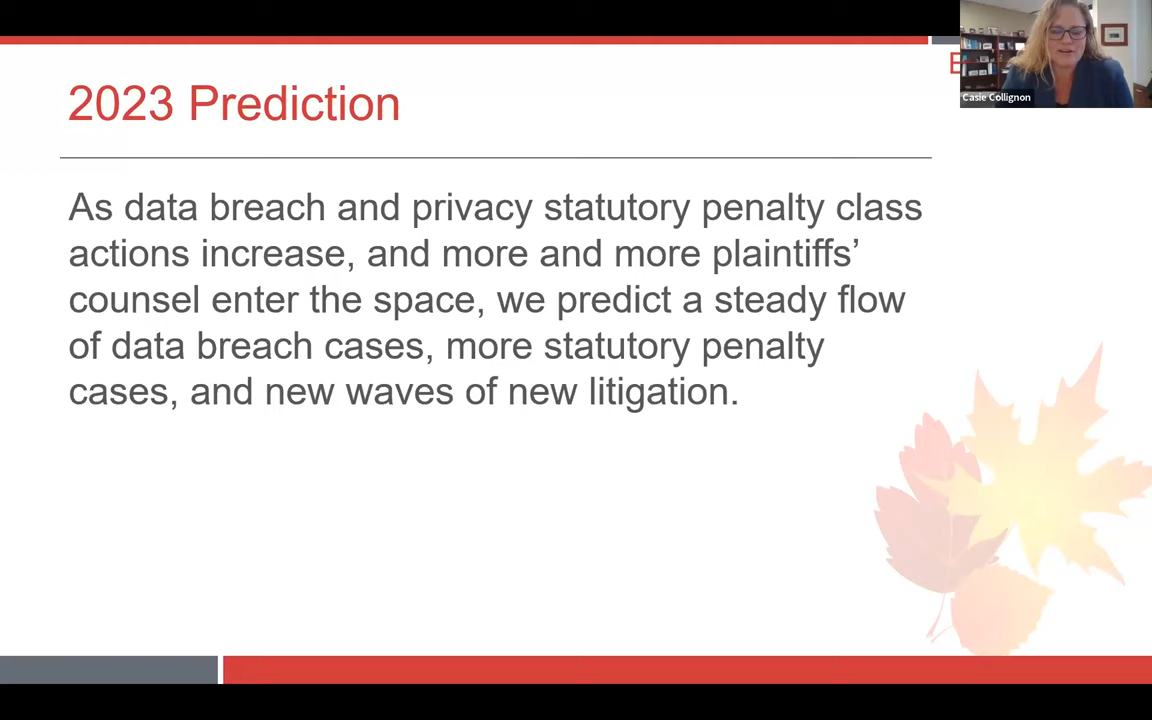 2023 Prediction
Casie Collignon
As data breach and privacy statutory penalty class
actions increase, and more and more plaintiffs’
counsel enter the space, we predict a steady flow
of data breach cases, more statutory penalty
cases, and new waves of new litigation.